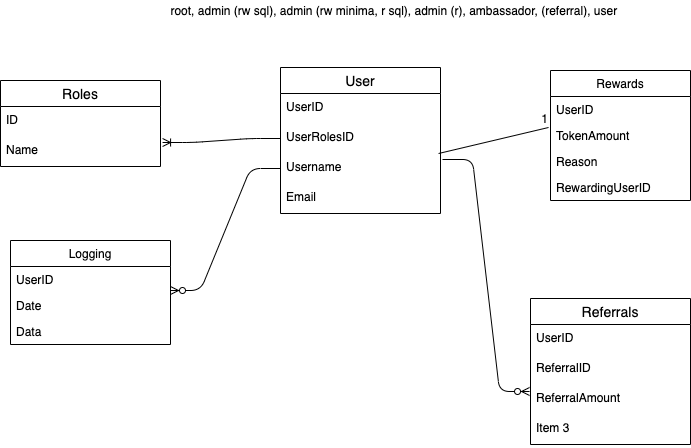 root, admin (rw sql), admin (rw minima, r sql), admin (r), ambassador, (referral), user
Roles
ID
Name
User
UserID
UserRolesID
Username
Email
1
Rewards
UserID
TokenAmount
Reason
RewardingUserID
Logging
UserID
Date
Data
Referrals
UserID
ReferralID
ReferralAmount
Item 3